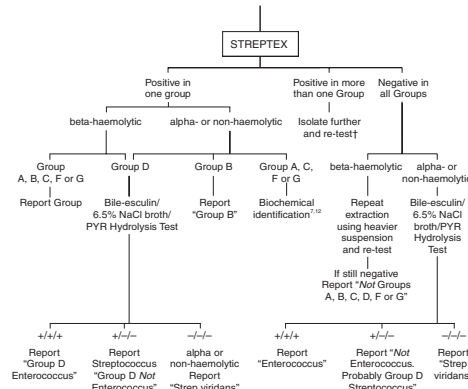 STREPTEX
Positive in
one group
Positive in more
than one Group
Negative in
all Groups
Isolate further
and re-test†
beta-haemolytic
alpha- or non-haemolytic
Group
A, B, C, F or G
Report Group
Group D
Bile-esculin/
6.5% NaCl broth/
PYR Hydrolysis Test
Group B
Report
"Group B"
Group A, C,
F or G
Biochemical
identification⁷,¹²
beta-haemolytic
Repeat
extraction
using heavier
suspension
and re-test
If still negative
Report "Not Groups
A, B, C, D, F or G"
alpha- or
non-haemolytic
Bile-esculin/
6.5% NaCl
broth/PYR
Hydrolysis
Test
+/+/+
Report
"Group D
Enterococcus"
+/–/–
Report
Streptococcus
"Group D Not
Enterococcus"
–/–/–
alpha or
non-haemolytic
Report
"Strep viridans"
+/+/+
Report
"Enterococcus"
+/–/–
Report "Not
Enterococcus.
Probably Group D
Streptococcus"
–/–/–
Report
"Strep
viridans"